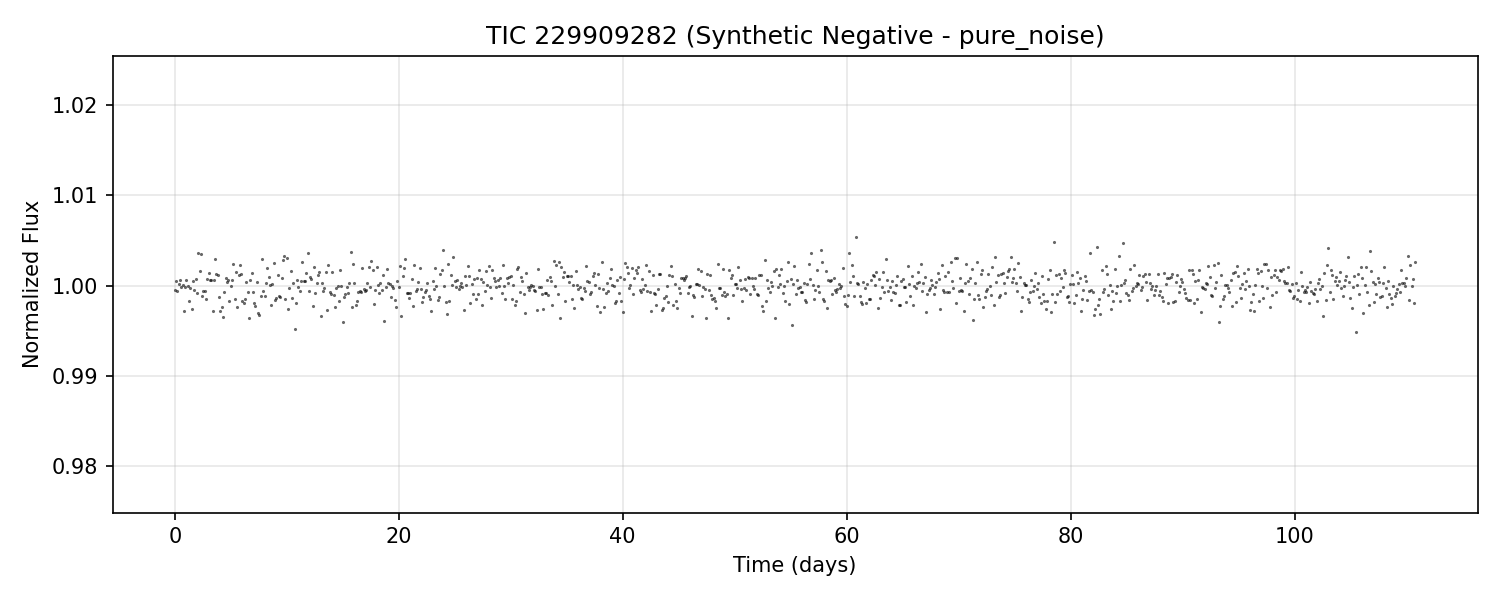 TIC 229909282 (Synthetic Negative - pure_noise)
Normalized Flux
1.02
1.01
1.00
0.99
0.98
0 20 40 60 80 100
Time (days)